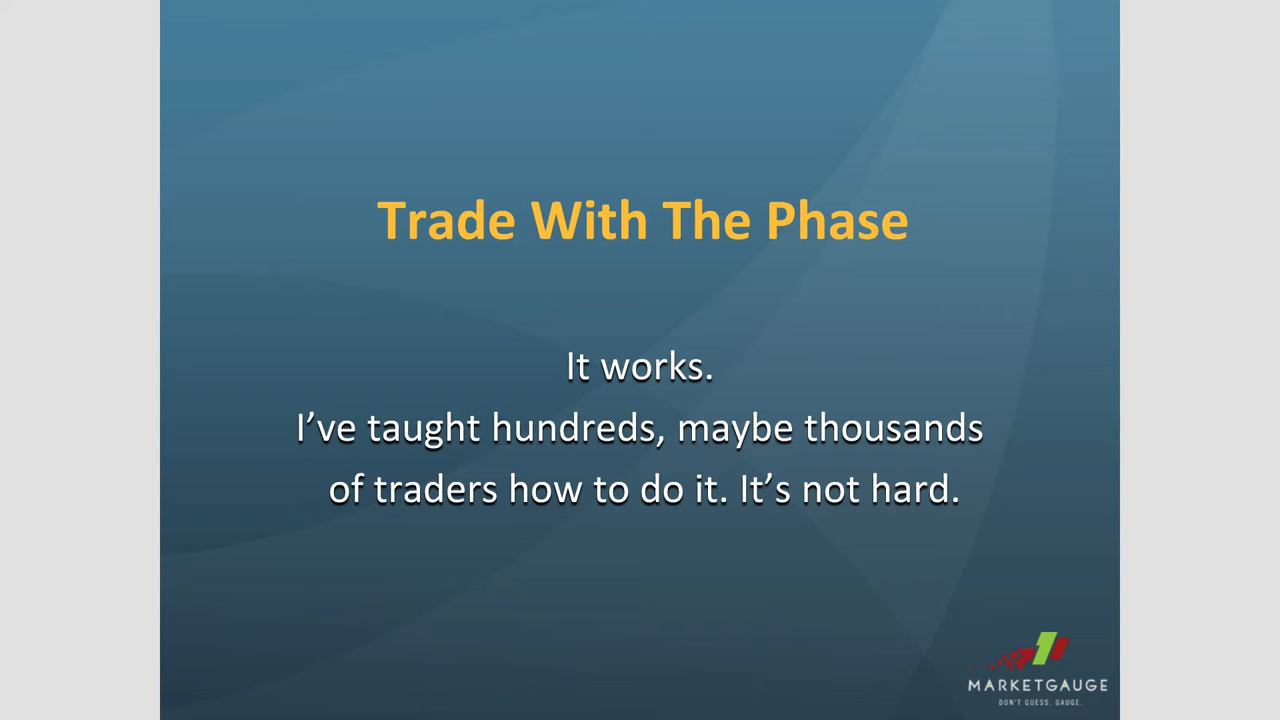 Trade With The Phase
It works.
I’ve taught hundreds, maybe thousands
of traders how to do it. It’s not hard.
MARKETGAUGE
DON'T GUESS. GAUGE.